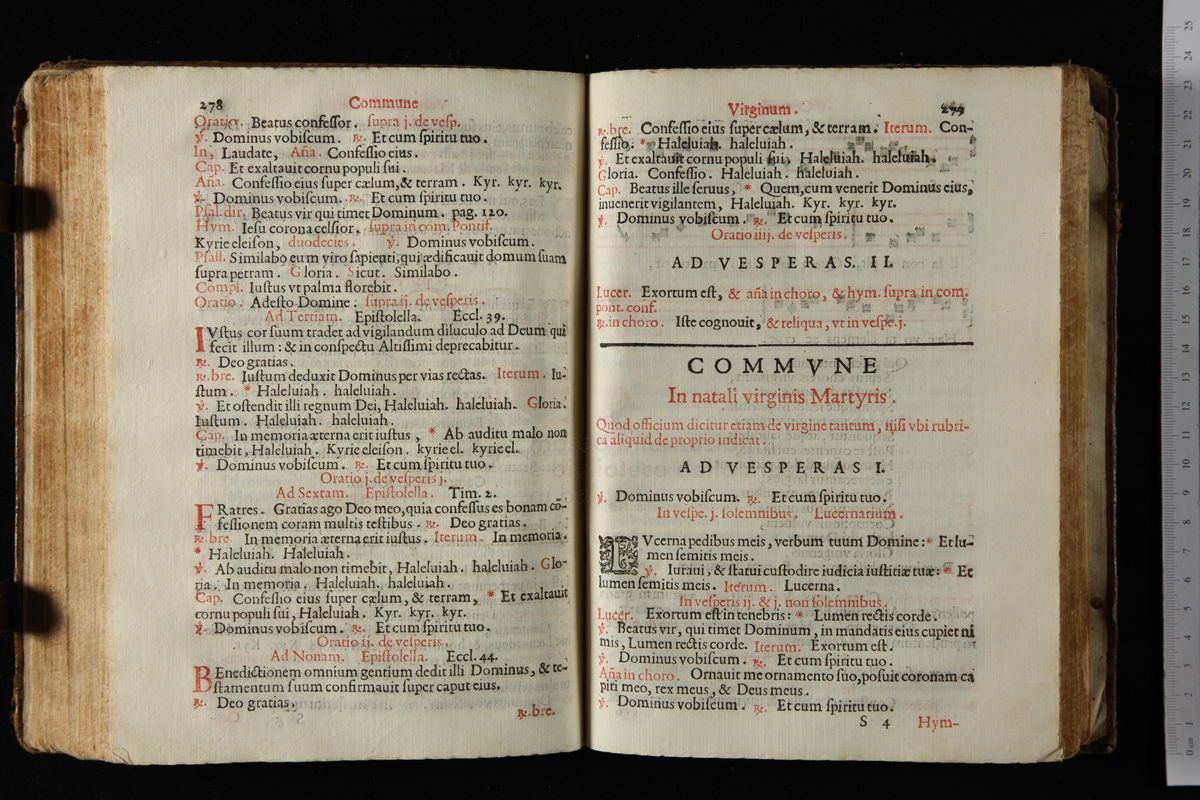 278 Commune
Oratio. Beatus confeſſor. ſupra j. de veſp.
℣. Dominus vobiſcum. ℞. Et cum ſpiritu tuo.
In, Laudate, Aña. Confeſſio eius.
Cap. Et exaltauit cornu populi ſui.
Aña. Confeſſio eius ſuper cælum, & terram. Kyr. kyr. kyr.
℣. Dominus vobiſcum. ℞. Et cum ſpiritu tuo.
Pſal. dir. Beatus vir qui timet Dominum. pag. 120.
Hym. Ieſu corona celſior. ſupra in com. Pontif.
Kyrie eleiſon, duodecies. ℣. Dominus vobiſcum.
Pſall. Similabo eum viro ſapienti, qui ædificauit domum ſuam
ſupra petram. Gloria. Sicut. Similabo.
Compl. Iuſtus vt palma florebit.
Oratio. Adeſto Domine. ſupra ij. de veſperis.
Ad Tertiam. Epiſtolella. Eccl. 39.
IVſtus cor ſuum tradet ad vigilandum diluculo ad Deum qui
fecit illum: & in conſpectu Altiſſimi deprecabitur.
℞. Deo gratias.
℞. bre. Iuſtum deduxit Dominus per vias rectas. Iterum. Iu-
ſtum. * Haleluiah. haleluiah.
℣. Et oſtendit illi regnum Dei, Haleluiah. haleluiah. Gloria.
Iuſtum. Haleluiah. haleluiah.
Cap. In memoria æterna erit iuſtus, * Ab auditu malo non
timebit, Haleluiah. Kyrie eleiſon. kyrie el. kyrie el.
℣. Dominus vobiſcum. ℞. Et cum ſpiritu tuo.
Oratio j. de veſperis j.
Ad Sextam. Epiſtolella. Tim. 2.
FRatres. Gratias ago Deo meo, quia confeſſus es bonam cõ-
feſſionem coram multis teſtibus. ℞. Deo gratias.
℞. bre In memoria æterna erit iuſtus. Iterum. In memoria.
* Haleluiah. Haleluiah.
℣. Ab auditu malo non timebit, Haleluiah. haleluiah. Glo-
ria. In memoria. Haleluiah. haleluiah.
Cap. Confeſſio eius ſuper cælum, & terram, * Et exaltauit
cornu populi ſui, Haleluiah. Kyr. kyr. kyr.
℣. Dominus vobiſcum. ℞. Et cum ſpiritu tuo.
Oratio ij. de veſperis.
Ad Nonam. Epiſtolella. Eccl. 44.
BEnedictionem omnium gentium dedit illi Dominus, & te-
ſtamentum ſuum confirmauit ſuper caput eius.
℞. Deo gratias.
℞. bre.
Virginum. 279
℞. bre. Confeſſio eius ſuper cælum, & terram. Iterum. Con-
feſſio. * Haleluiah. haleluiah.
℣. Et exaltauit cornu populi ſui. Haleluiah. haleluiah.
Gloria. Confeſſio. Haleluiah. haleluiah.
Cap. Beatus ille ſeruus, * Quem, cum venerit Dominus eius,
inuenerit vigilantem, Haleluiah. Kyr. kyr. kyr.
℣. Dominus vobiſcum. ℞. Et cum ſpiritu tuo.
Oratio iiij. de veſperis.
AD VESPERAS. II.
Lucer. Exortum eſt, & aña in choro, & hym. ſupra in com.
pont. conf.
℞. in choro. Iſte cognouit, & reliqua, vt in veſpe. j.
COMMVNE
In natali virginis Martyris.
Quod officium dicitur etiam de virgine tantum, niſi vbi rubri-
ca aliquid de proprio indicat.
AD VESPERAS I.
℣. Dominus vobiſcum. ℞. Et cum ſpiritu tuo.
In veſpe. j. ſolemnibus. Lucernarium.
LVcerna pedibus meis, verbum tuum Domine: * Et lu-
men ſemitis meis.
℣. Iuraui, & ſtatui cuſtodire iudicia iuſtitiæ tuæ: * Et
lumen ſemitis meis. Iterum. Lucerna.
In veſperis ij. & j. non ſolemnibus.
Lucer. Exortum eſt in tenebris: * Lumen rectis corde.
℣. Beatus vir, qui timet Dominum, in mandatis eius cupiet ni
mis, Lumen rectis corde. Iterum. Exortum eſt.
℣. Dominus vobiſcum. ℞. Et cum ſpiritu tuo.
Aña in choro. Ornauit me ornamento ſuo, poſuit coronam ca
piti meo, rex meus, & Deus meus.
℣. Dominus vobiſcum. ℞. Et cum ſpiritu tuo.
S 4 Hym-